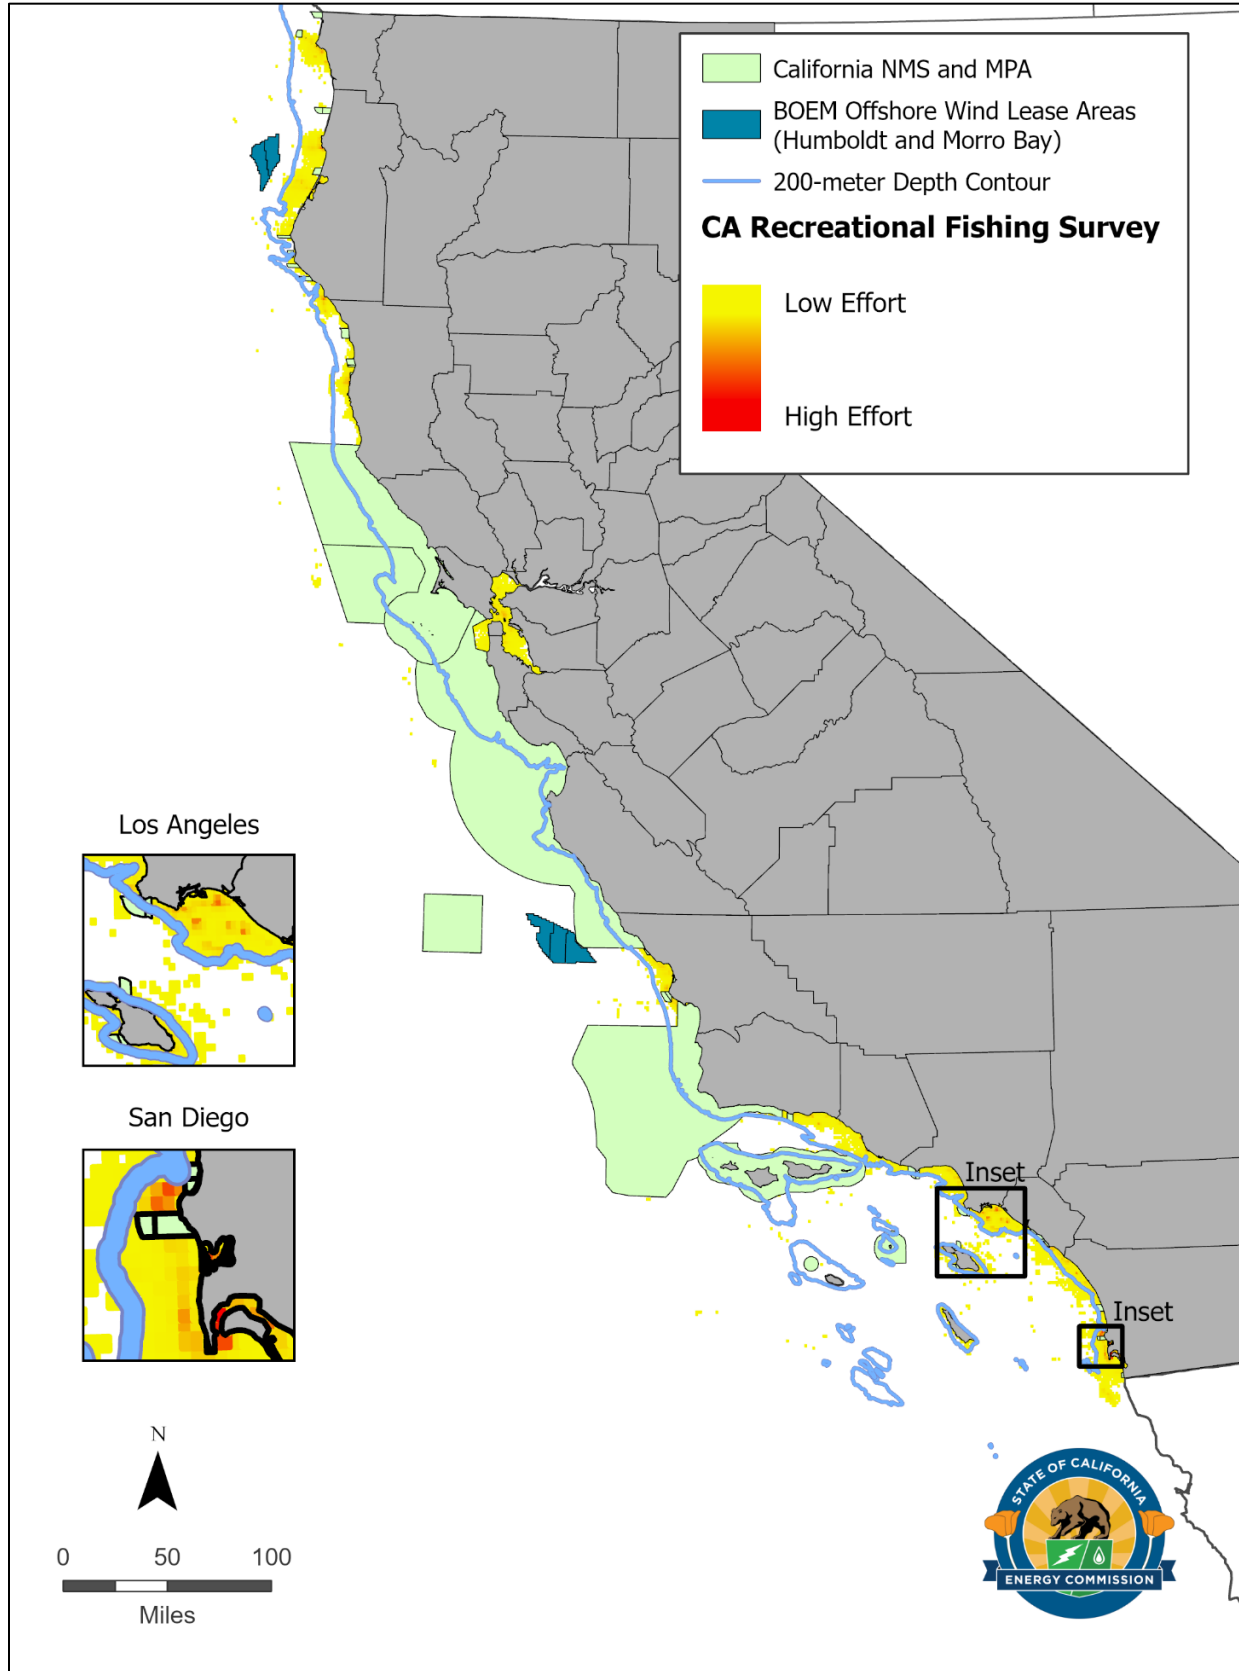 California NMS and MPA
BOEM Offshore Wind Lease Areas
(Humboldt and Morro Bay)
200-meter Depth Contour
CA Recreational Fishing Survey
Low Effort
High Effort
Los Angeles
San Diego
Inset
Inset
N
0 50 100
Miles
STATE OF CALIFORNIA
ENERGY COMMISSION